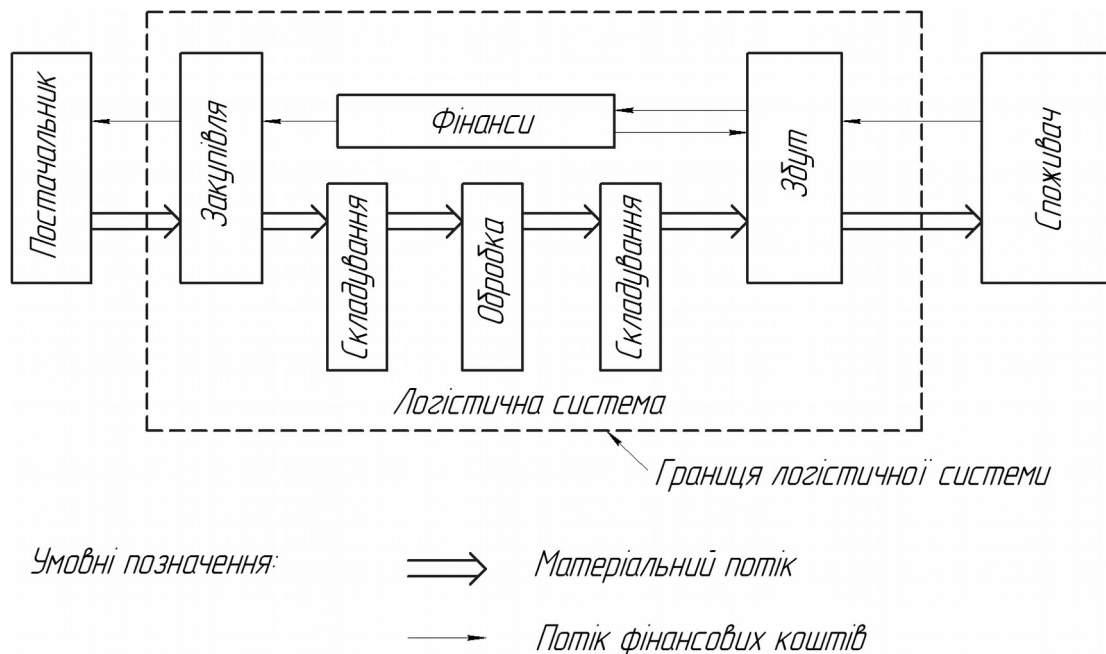 Постачальник
Закупівля
Фінанси
Збут
Споживач
Складування
Обробка
Складування
Логістична система
Границя логістичної системи
Умовні позначення:
Матеріальний потік
Потік фінансових коштів